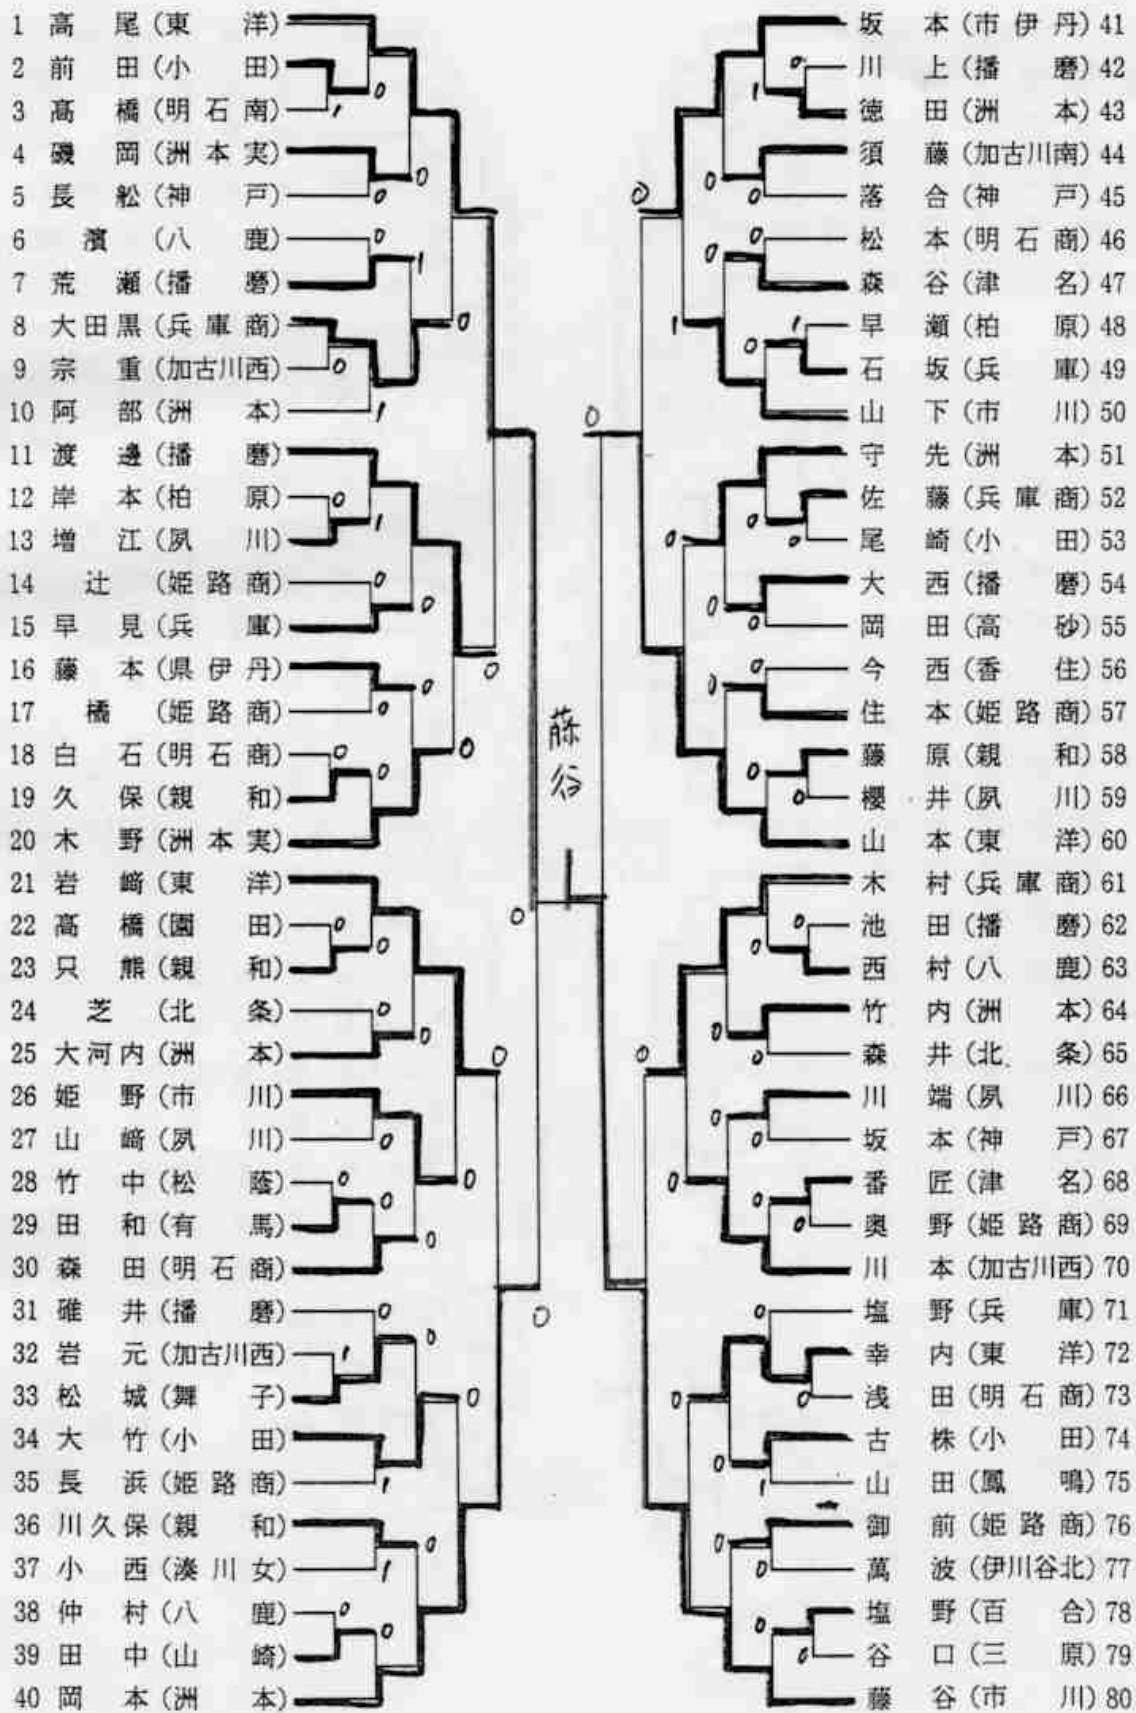 1 高尾(東洋)
2 前田(小田)
3 高橋(明石南)
4 磯岡(洲本実)
5 長舩(神戸)
6 濱(八鹿)
7 荒瀬(播磨)
8 大田黒(兵庫商)
9 宗重(加古川西)
10 阿部(洲本)
11 渡邊(播磨)
12 岸本(柏原)
13 増江(夙川)
14 辻(姫路商)
15 早見(兵庫)
16 藤本(県伊丹)
17 橘(姫路商)
18 白石(明石商)
19 久保(親和)
20 木野(洲本実)
21 岩﨑(東洋)
22 高橋(園田)
23 只熊(親和)
24 芝(北条)
25 大河内(洲本)
26 姫野(市川)
27 山﨑(夙川)
28 竹中(松蔭)
29 田和(有馬)
30 森田(明石商)
31 碓井(播磨)
32 岩元(加古川西)
33 松城(舞子)
34 大竹(小田)
35 長浜(姫路商)
36 川久保(親和)
37 小西(湊川女)
38 仲村(八鹿)
39 田中(山崎)
40 岡本(洲本)
藤谷
坂本(市伊丹)41
川上(播磨)42
徳田(洲本)43
須藤(加古川南)44
落合(神戸)45
松本(明石商)46
森谷(津名)47
早瀬(柏原)48
石坂(兵庫)49
山下(市川)50
守先(洲本)51
佐藤(兵庫商)52
尾崎(小田)53
大西(播磨)54
岡田(高砂)55
今西(香住)56
住本(姫路商)57
藤原(親和)58
櫻井(夙川)59
山本(東洋)60
木村(兵庫商)61
池田(播磨)62
西村(八鹿)63
竹内(洲本)64
森井(北条)65
川端(夙川)66
坂本(神戸)67
番匠(津名)68
奥野(姫路商)69
川本(加古川西)70
塩野(兵庫)71
幸内(東洋)72
浅田(明石商)73
古株(小田)74
山田(鳳鳴)75
御前(姫路商)76
萬波(伊川谷北)77
塩野(百合)78
谷口(三原)79
藤谷(市川)80